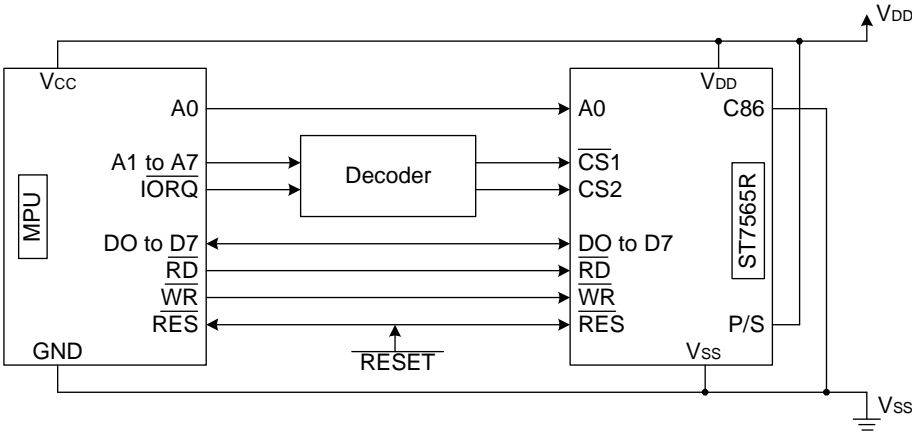 VDD
VCC
A0
A1 to A7
IORQ
DO to D7
RD
WR
RES
GND
MPU
Decoder
RESET
VDD
A0
C86
CS1
CS2
DO to D7
RD
WR
RES
P/S
VSS
ST7565R
VSS